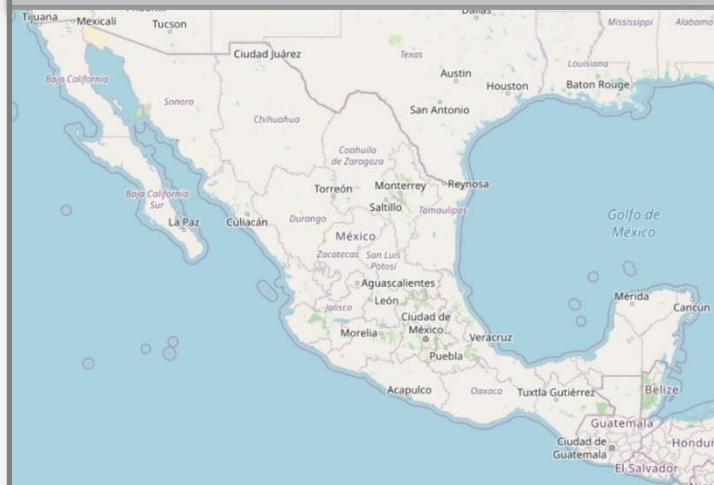 Dallas
Tijuana
Mexicali
Tucson
Mississippi
Alabama
Ciudad Juárez
Texas
Louisiana
Baja California
Austin
Houston
Baton Rouge
Sonora
San Antonio
Chihuahua
Coahuila
de Zaragoza
Torreón
Monterrey
Reynosa
Baja California
Sur
Saltillo
Tamaulipas
La Paz
Culiacán
Durango
Golfo de
México
México
Zacatecas
San Luis
Potosí
Aguascalientes
Mérida
León
Cancún
Jalisco
Ciudad de
México
Morelia
Veracruz
Puebla
Acapulco
Oaxaca
Tuxtla Gutiérrez
Belize
Guatemala
Ciudad de
Guatemala
Hondur
El Salvador